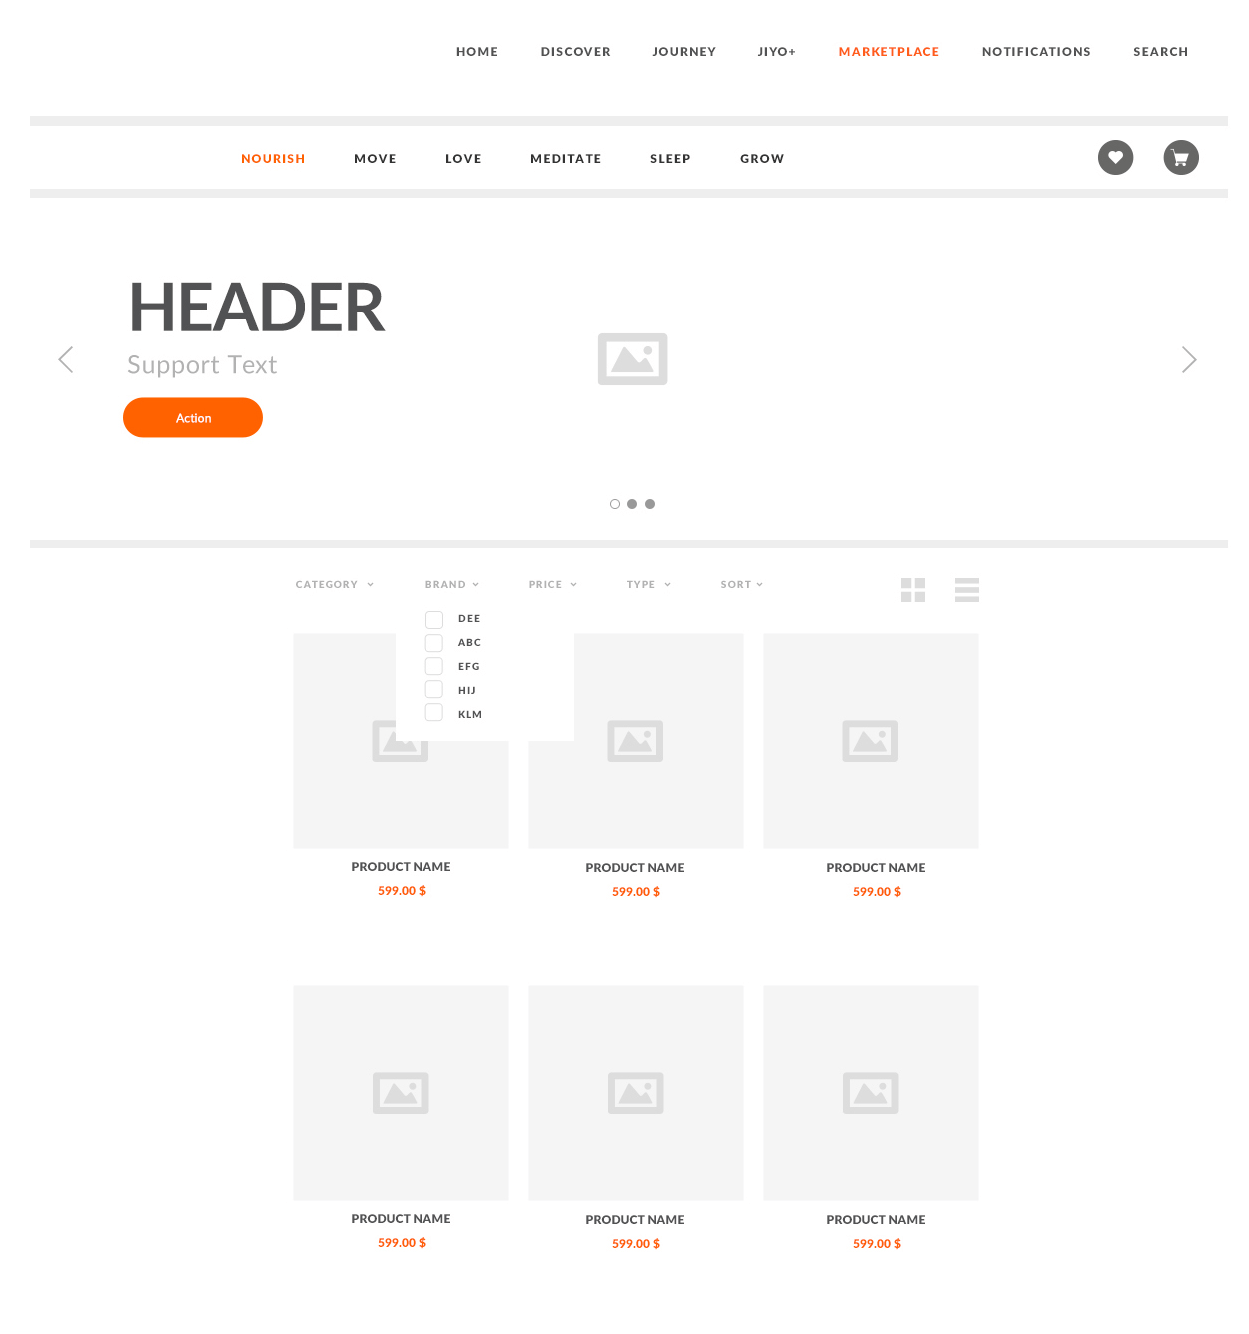 HOME DISCOVER JOURNEY JIYO+ MARKETPLACE NOTIFICATIONS SEARCH
NOURISH MOVE LOVE MEDITATE SLEEP GROW
HEADER
Support Text
Action
CATEGORY BRAND PRICE TYPE SORT
DEE
ABC
EFG
HIJ
KLM
PRODUCT NAME PRODUCT NAME PRODUCT NAME
599.00 $ 599.00 $ 599.00 $
PRODUCT NAME PRODUCT NAME PRODUCT NAME
599.00 $ 599.00 $ 599.00 $